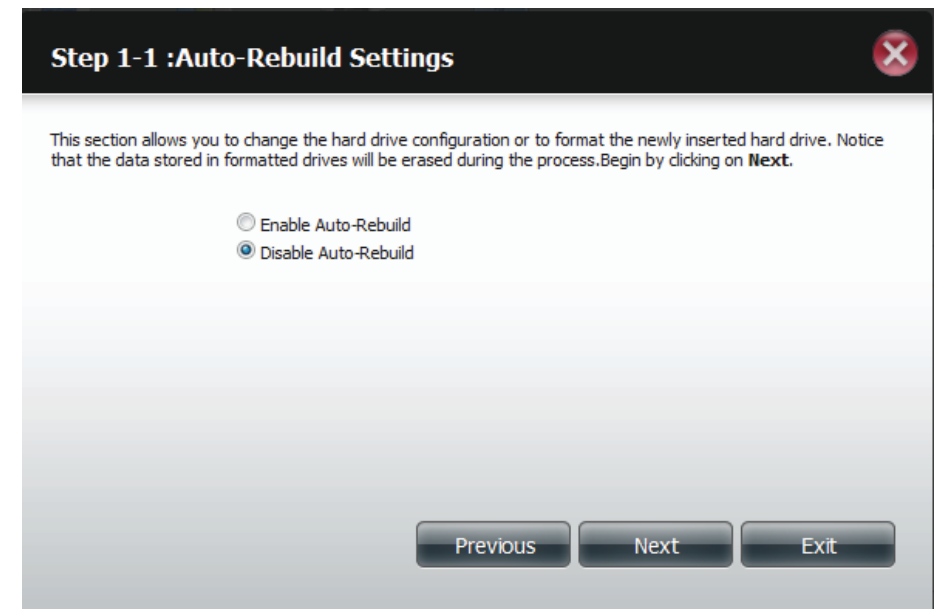 Step 1-1 :Auto-Rebuild Settings
This section allows you to change the hard drive configuration or to format the newly inserted hard drive. Notice
that the data stored in formatted drives will be erased during the process.Begin by clicking on Next.
Enable Auto-Rebuild
Disable Auto-Rebuild
Previous
Next
Exit